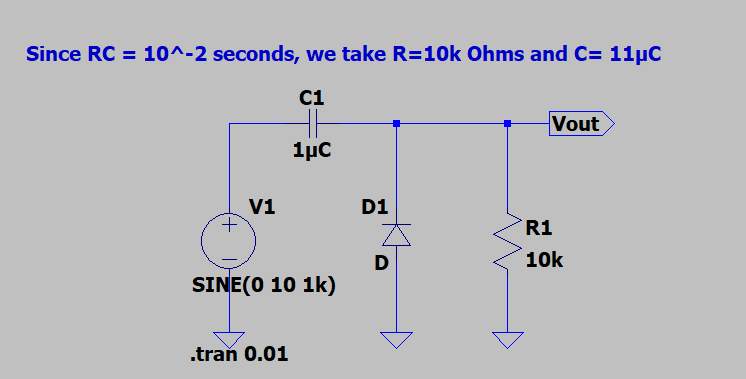 Since RC = 10^-2 seconds, we take R=10k Ohms and C= 11µC
C1
1µC
Vout
V1
D1
R1
D
10k
SINE(0 10 1k)
.tran 0.01